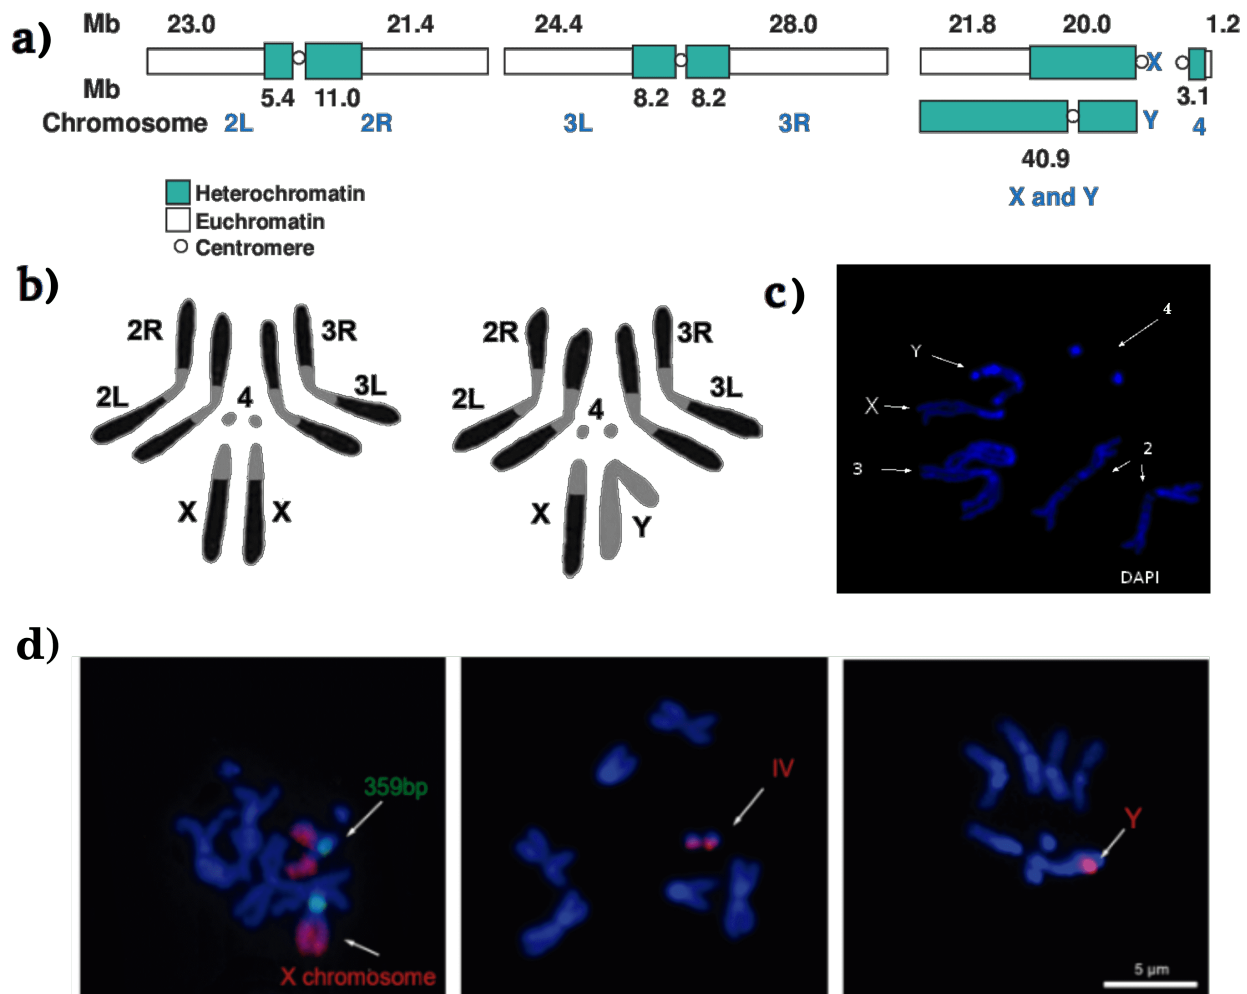 a)
Mb 23.0 21.4 24.4 28.0 21.8 20.0 1.2
X
Mb 5.4 11.0 8.2 8.2 3.1
Chromosome 2L 2R 3L 3R Y 4
40.9
X and Y
Heterochromatin
Euchromatin
Centromere
b)
2R 3R 2R 3R
2L 4 3L 2L 4 3L
X X X Y
c)
4
Y
X
3 2
DAPI
d)
359bp
X chromosome
IV
Y
5 µm